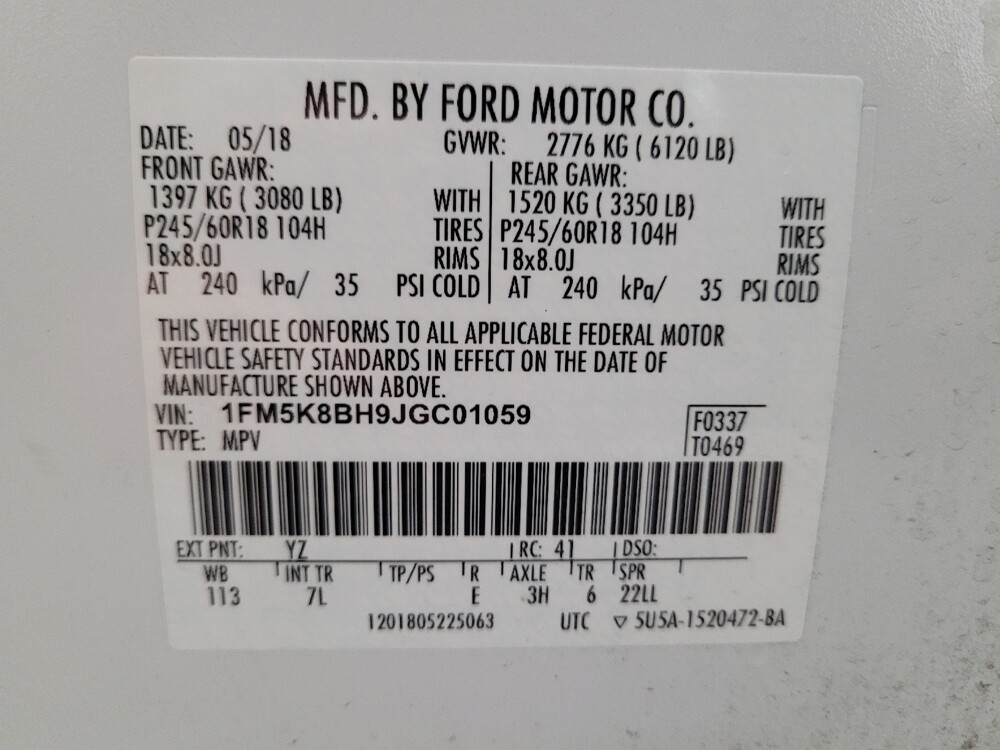 MFD. BY FORD MOTOR CO.
DATE: 05/18 GVWR: 2776 KG ( 6120 LB)
FRONT GAWR: REAR GAWR:
1397 KG ( 3080 LB) WITH 1520 KG ( 3350 LB) WITH
P245/60R18 104H TIRES P245/60R18 104H TIRES
18x8.0J RIMS 18x8.0J RIMS
AT 240 kPa/ 35 PSI COLD AT 240 kPa/ 35 PSI COLD
THIS VEHICLE CONFORMS TO ALL APPLICABLE FEDERAL MOTOR
VEHICLE SAFETY STANDARDS IN EFFECT ON THE DATE OF
MANUFACTURE SHOWN ABOVE.
VIN: 1FM5K8BH9JGC01059 F0337
TYPE: MPV T0469
EXT PNT: YZ RC: 41 DSO:
WB INT TR TP/PS R AXLE TR SPR
113 7L E 3H 6 22LL
1201805225063 UTC ▽ 5U5A-1520472-BA